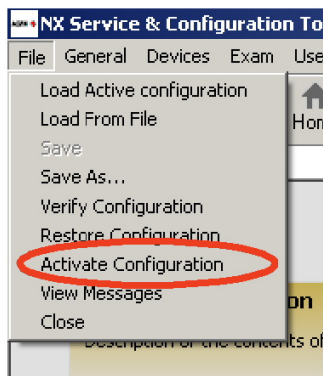 NX Service & Configuration To
File General Devices Exam Use
Load Active configuration
Load From File
Hon
Save
Save As...
Verify Configuration
Restore Configuration
Activate Configuration
View Messages
on
Close
Description of the contents of